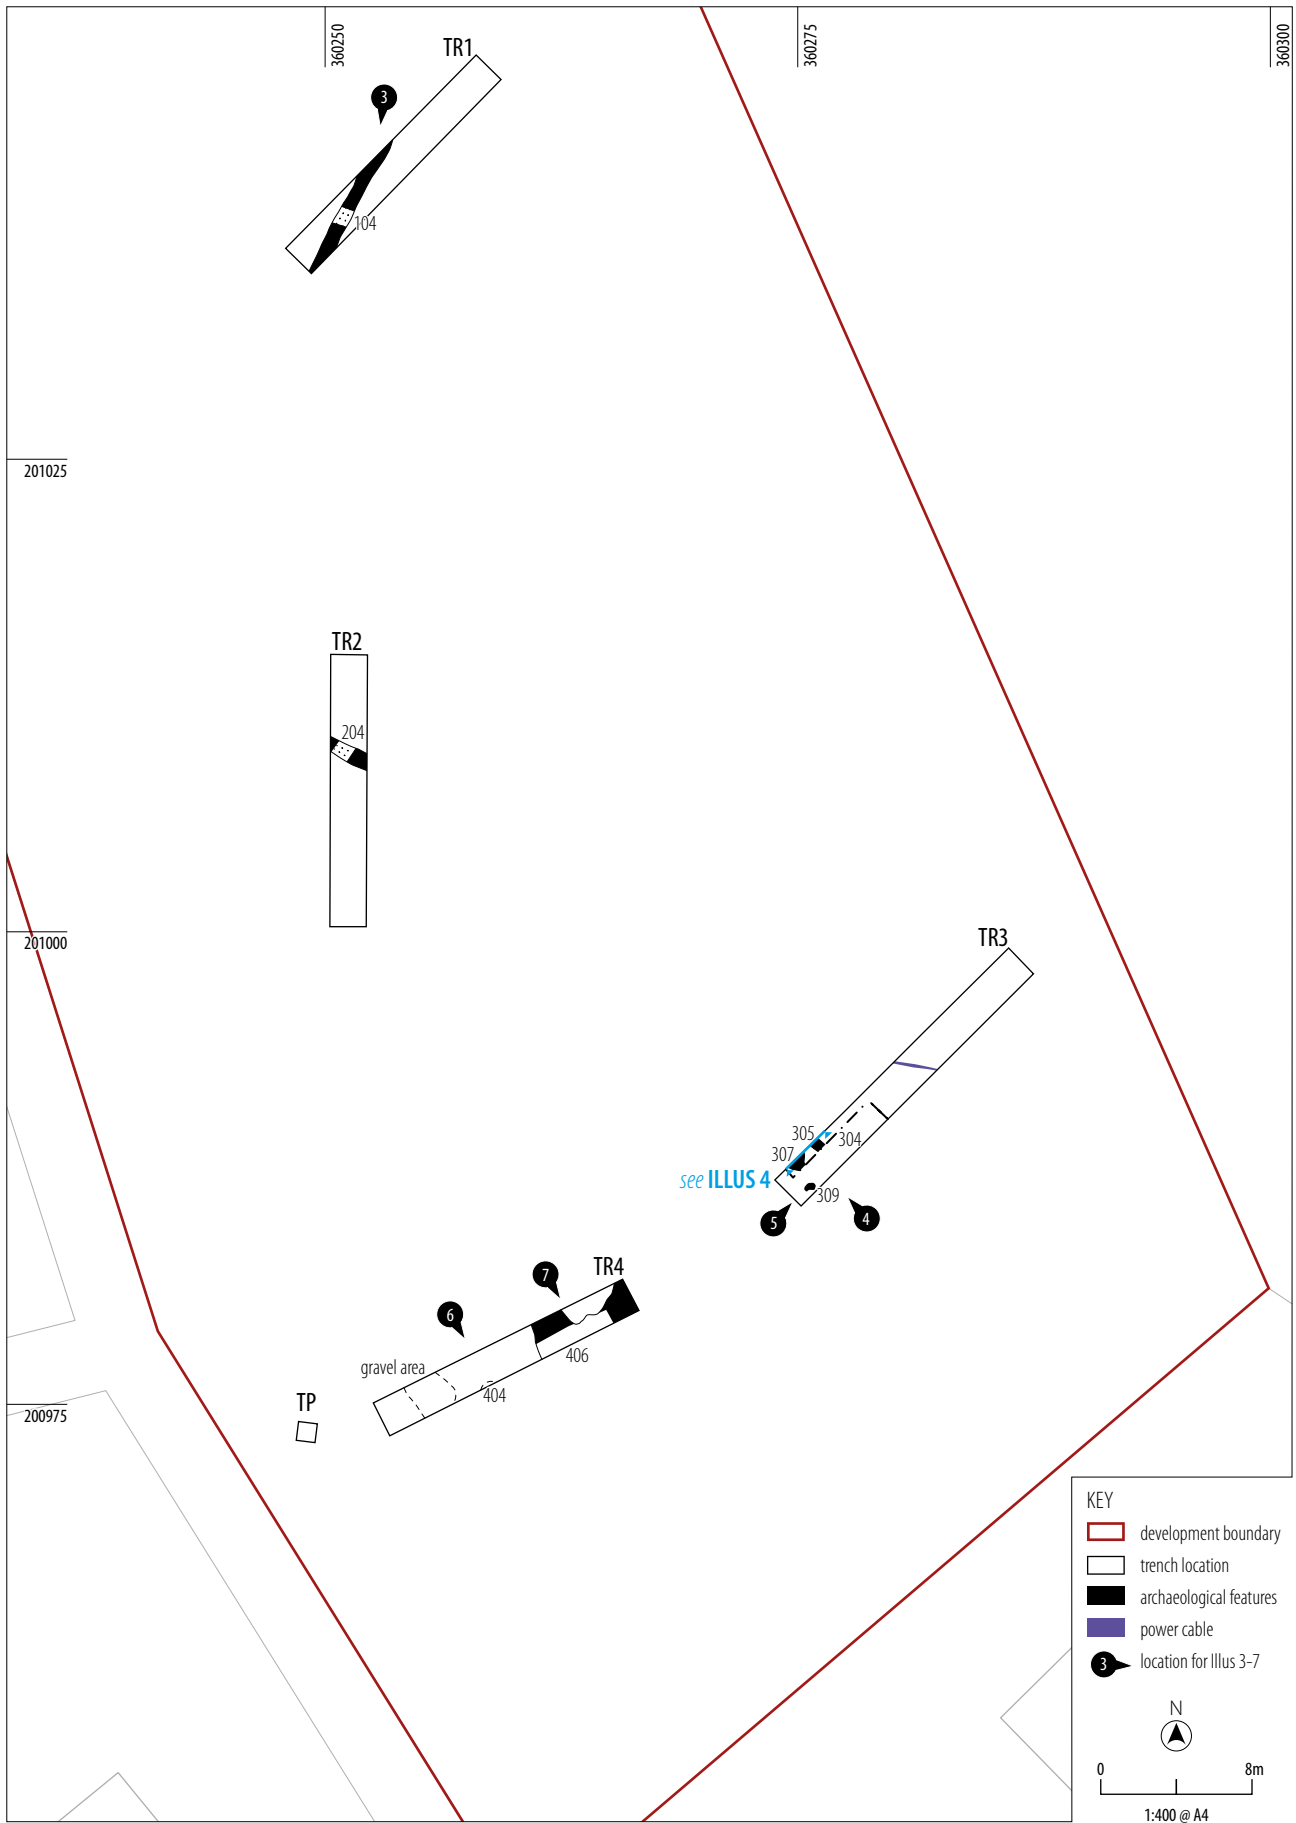 360250
360275
360300
TR1
3
104
201025
TR2
204
201000
TR3
305
304
307
see ILLUS 4
309
5
4
TR4
7
6
406
gravel area
404
TP
200975
KEY
development boundary
trench location
archaeological features
power cable
3 location for Illus 3-7
N
0 8m
1:400 @ A4